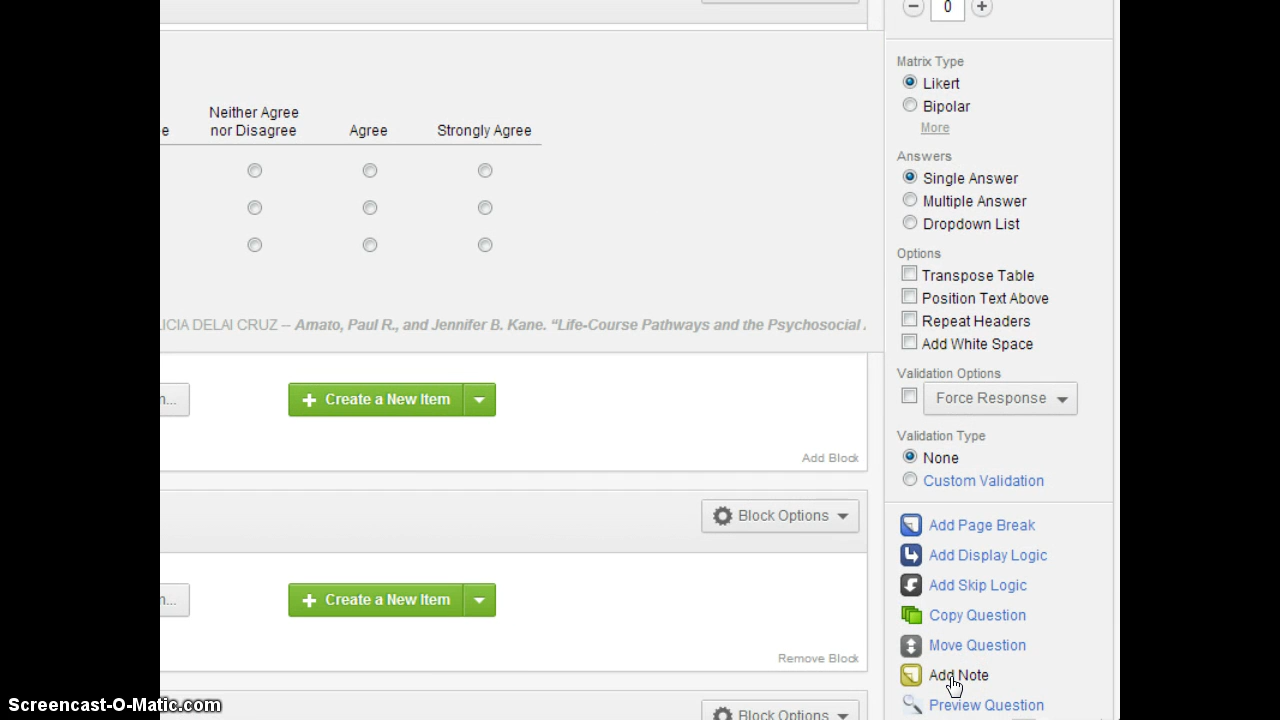 0
Matrix Type
Likert
Bipolar
More
Neither Agree
nor Disagree
Agree
Strongly Agree
Answers
Single Answer
Multiple Answer
Dropdown List
Options
Transpose Table
Position Text Above
Repeat Headers
Add White Space
ICIA DELAI CRUZ -- Amato, Paul R., and Jennifer B. Kane. “Life-Course Pathways and the Psychosocial
Validation Options
Force Response
+ Create a New Item
Validation Type
None
Custom Validation
Add Block
Block Options
Add Page Break
Add Display Logic
Add Skip Logic
Copy Question
Move Question
Add Note
Preview Question
+ Create a New Item
Remove Block
Block Options
Screencast-O-Matic.com